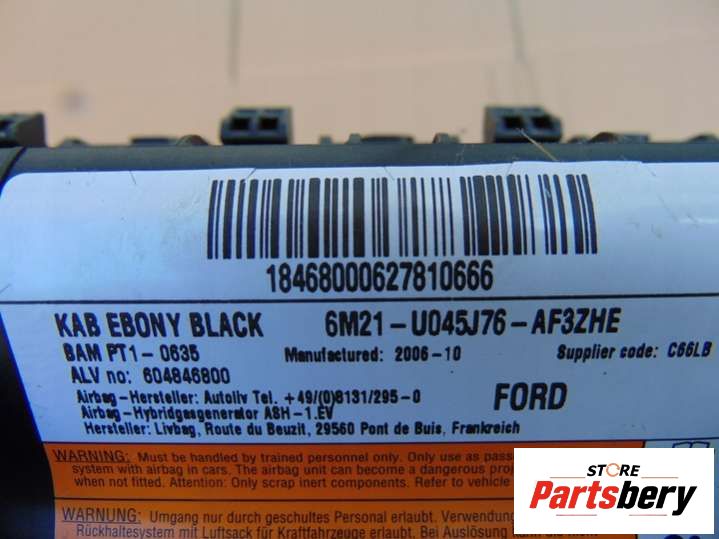 18468000627810666
KAB EBONY BLACK 6M21-U045J76-AF3ZHE
BAM PT1- 0635 Manufactured: 2006-10 Supplier code: C66LB
ALV no: 604846800
Airbag-Hersteller: Autoliv Tel. +49/(0)8131/295-0 FORD
Airbag-Hybridgasgenerator ASH-1.EV
Hersteller: Livbag, Route du Beuzit, 29560 Pont de Buis, Frankreich
WARNING: Must be handled by trained personnel only. Only use as
system with airbag in cars. The airbag unit can become a dangerous
when not fitted. Attention: Only scrap inert components. Refer to vehicle
WARNUNG: Umgang nur durch geschultes Personal erlaubt. Verwendung
Rückhaltesystem mit Luftsack für Kraftfahrzeuge erlaubt. Bei Auslösung kann
STORE
Partsbery